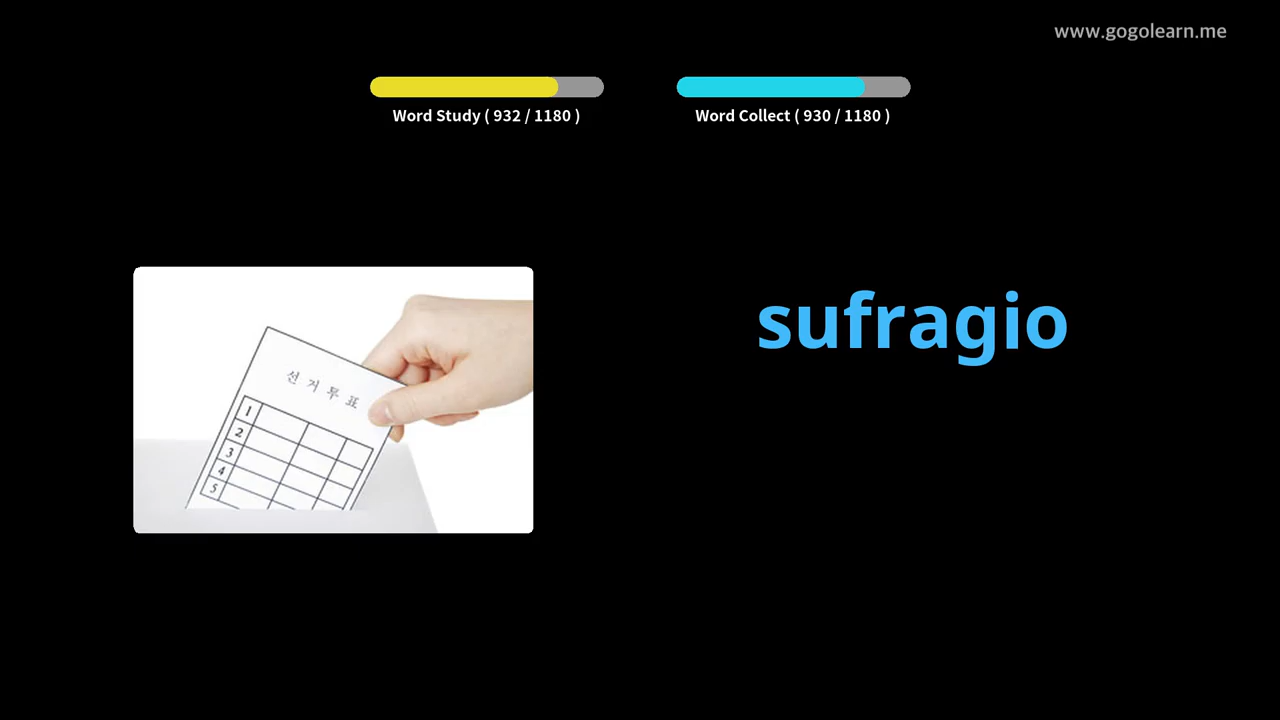 www.gogolearn.me
Word Study ( 932 / 1180 )
Word Collect ( 930 / 1180 )
sufragio
선거투표
1
2
3
4
5